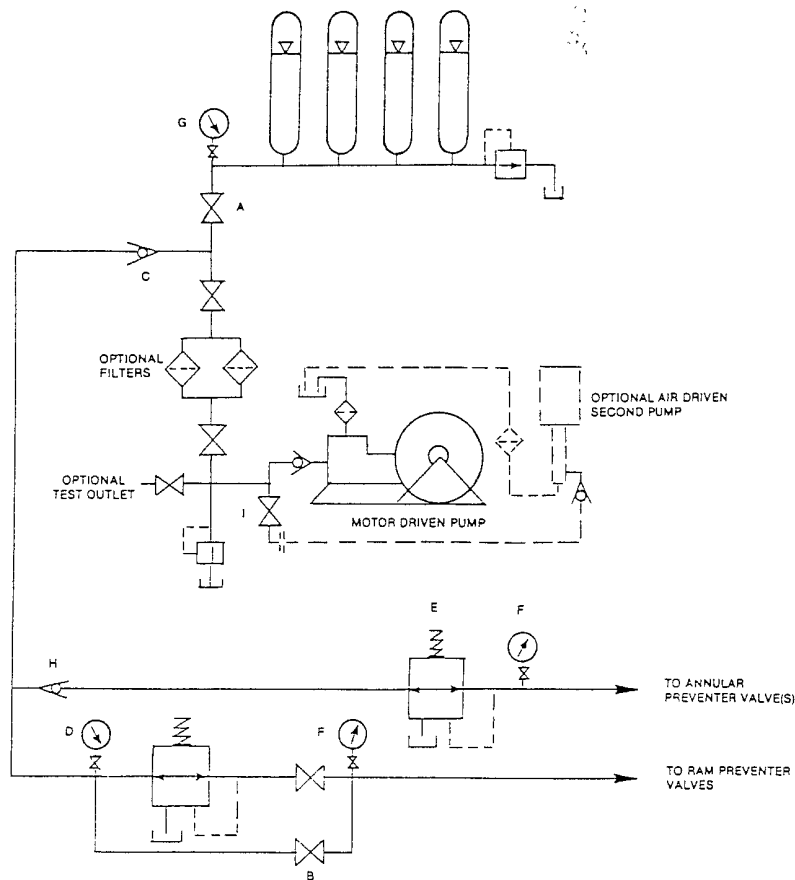 G
A
C
OPTIONAL
FILTERS
OPTIONAL AIR DRIVEN
SECOND PUMP
OPTIONAL
TEST OUTLET
I
MOTOR DRIVEN PUMP
E
F
H
TO ANNULAR
PREVENTER VALVE(S)
D
F
TO RAM PREVENTER
VALVES
B